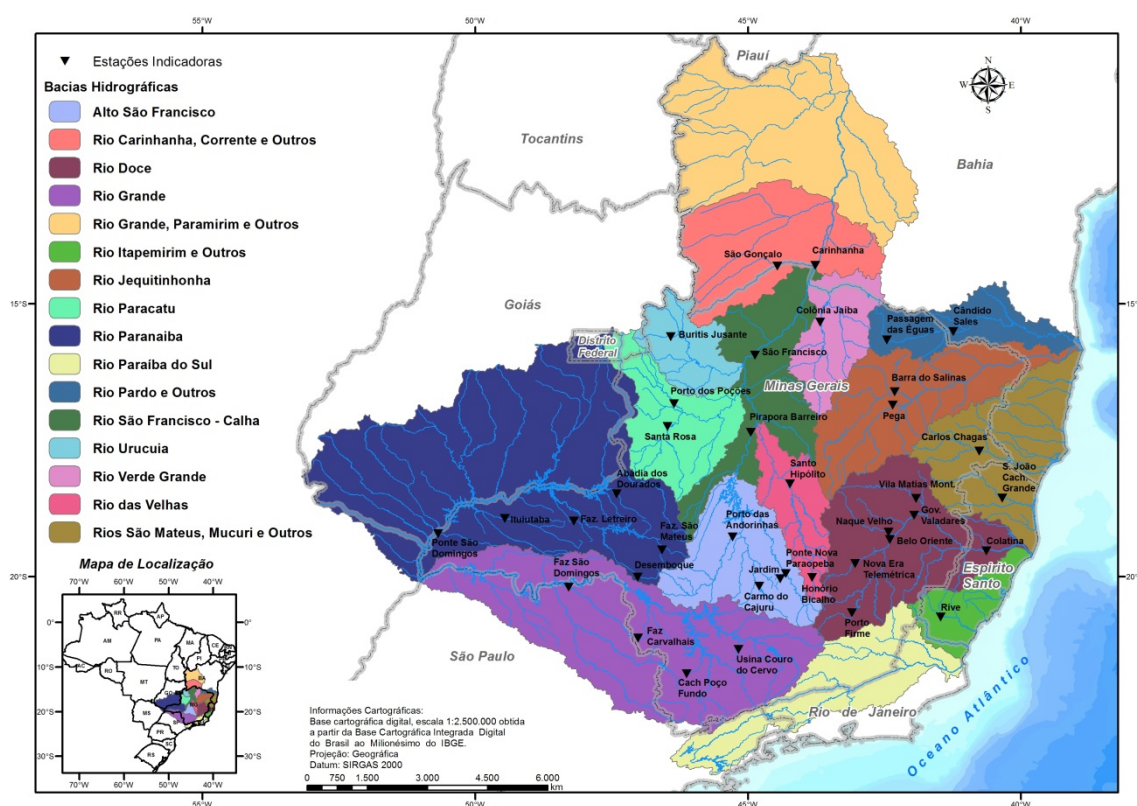 55°W
50°W
45°W
40°W
Estações Indicadoras
Bacias Hidrográficas
Alto São Francisco
Rio Carinhanha, Corrente e Outros
Rio Doce
Rio Grande
Rio Grande, Paramirim e Outros
Rio Itapemirim e Outros
Rio Jequitinhonha
Rio Paracatu
Rio Paranaiba
Rio Paraiba do Sul
Rio Pardo e Outros
Rio São Francisco - Calha
Rio Urucuia
Rio Verde Grande
Rio das Velhas
Rios São Mateus, Mucuri e Outros
Piauí
N
W
E
S
Tocantins
Bahia
Goiás
Distrito
Federal
Minas Gerais
Espírito
Santo
São Paulo
Rio de Janeiro
Oceano Atlântico
15°S
15°S
20°S
20°S
São Gonçalo
Carinhanha
Colônia Jaiba
Passagem
das Éguas
Cândido
Sales
Buritis Jusante
São Francisco
Porto dos Poções
Barra do Salinas
Pega
Santa Rosa
Pirapora Barreiro
Carlos Chagas
Santo
Hipólito
S. João
Cach.
Grande
Abadia dos
Dourados
Vila Matias Mont.
Gov.
Valadares
Ituiutaba
Faz. Letreiro
Faz. São
Mateus
Porto das
Andorinhas
Naque Velho
Belo Oriente
Colatina
Ponte São
Domingos
Faz São
Domingos
Desemboque
Jardim
Ponte Nova
Paraopeba
Carmo do
Cajuru
Honório
Bicalho
Nova Era
Telemétrica
Porto
Firme
Rive
Faz
Carvalhais
Usina Couro
do Cervo
Cach Poço
Fundo
Mapa de Localização
0°
10°S
20°S
30°S
0°
10°S
20°S
30°S
RR
AP
AM
PA
MA
CE
PI
AC
RO
TO
BA
MT
GO
MG
MS
SP
PR
SC
RS
70°W
60°W
50°W
40°W
70°W
60°W
50°W
40°W
Informações Cartográficas:
Base cartográfica digital, escala 1:2.500.000 obtida
a partir da Base Cartográfica Integrada Digital
do Brasil ao Milionésimo do IBGE.
Projeção: Geográfica
Datum: SIRGAS 2000
0 750 1.500 3.000 4.500 6.000
km
55°W
50°W
45°W
40°W